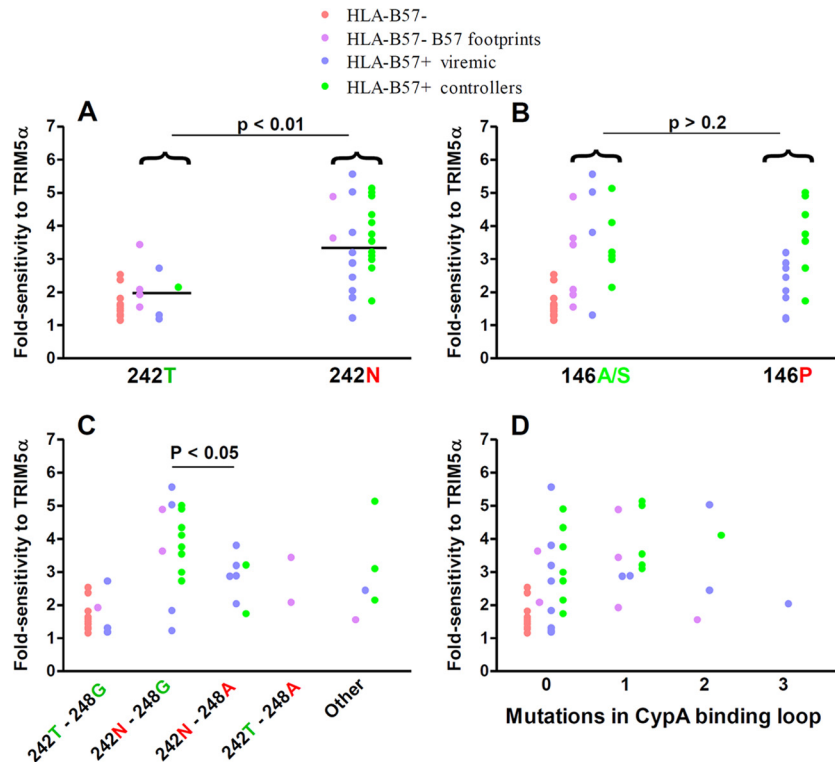 HLA-B57-
HLA-B57- B57 footprints
HLA-B57+ viremic
HLA-B57+ controllers
A
p < 0.01
Fold-sensitivity to TRIM5α
7
6
5
4
3
2
1
0
242T
242N
B
p > 0.2
Fold-sensitivity to TRIM5α
7
6
5
4
3
2
1
0
146A/S
146P
C
P < 0.05
Fold-sensitivity to TRIM5α
7
6
5
4
3
2
1
0
242T - 248G
242N - 248G
242N - 248A
242T - 248A
Other
D
Fold-sensitivity to TRIM5α
7
6
5
4
3
2
1
0
0 1 2 3
Mutations in CypA binding loop